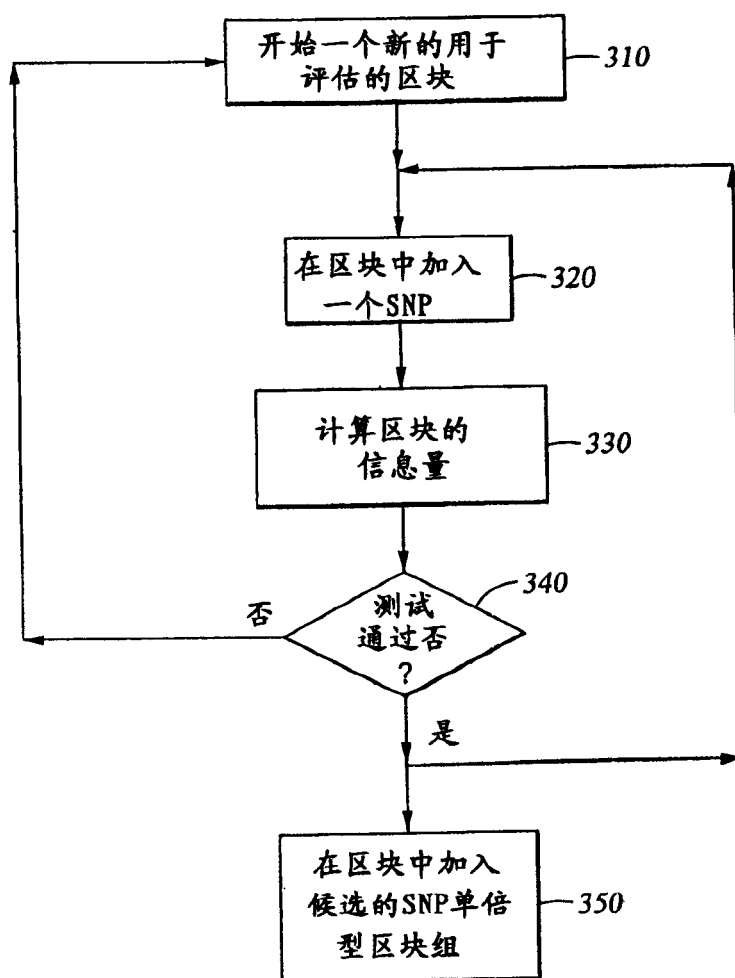 开始一个新的用于
评估的区块
310
在区块中加入
一个SNP
320
计算区块的
信息量
330
340
测试
通过否
?
否
是
在区块中加入
候选的SNP单倍
型区块组
350